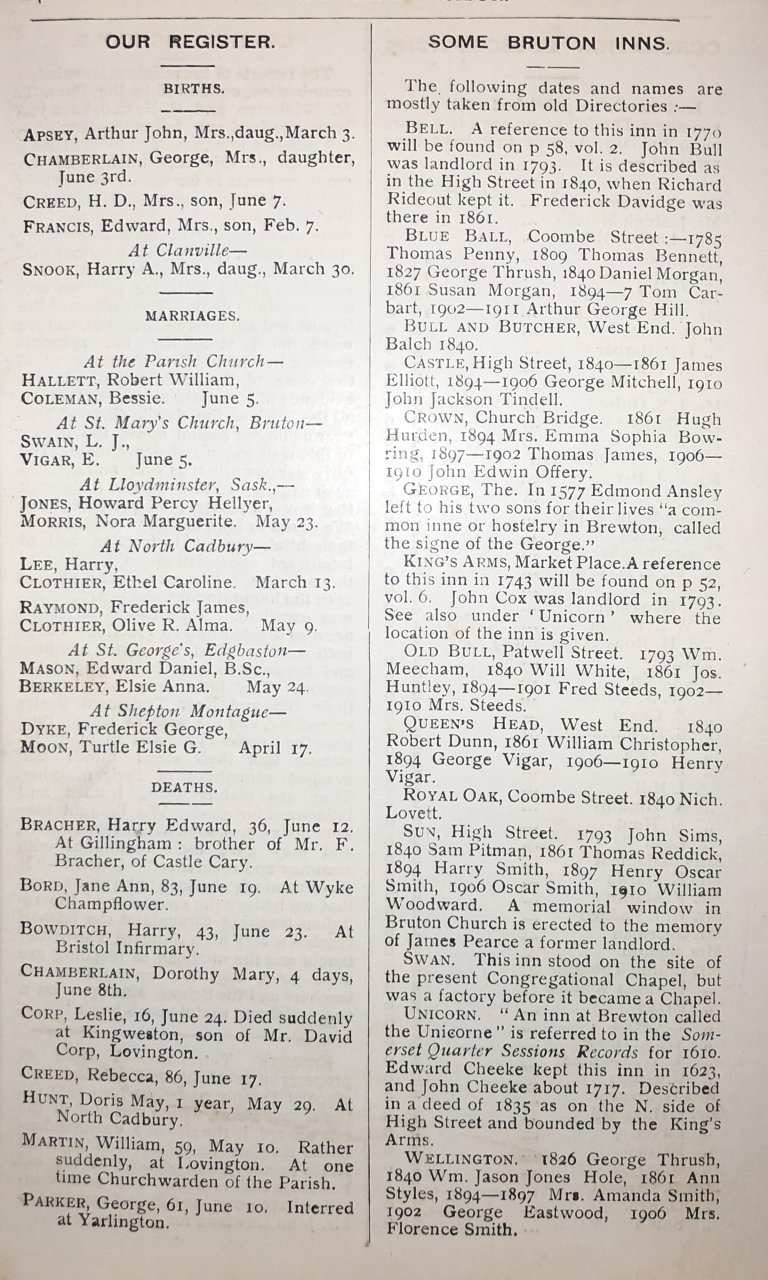 OUR REGISTER.
BIRTHS.
APSEY, Arthur John, Mrs.,daug.,March 3.
CHAMBERLAIN, George, Mrs., daughter,
June 3rd.
CREED, H. D., Mrs., son, June 7.
FRANCIS, Edward, Mrs., son, Feb. 7.
At Clanville—
SNOOK, Harry A., Mrs., daug., March 30.
MARRIAGES.
At the Parish Church—
HALLETT, Robert William,
COLEMAN, Bessie. June 5.
At St. Mary's Church, Bruton—
SWAIN, L. J.,
VIGAR, E. June 5.
At Lloydminster, Sask.,—
JONES, Howard Percy Hellyer,
MORRIS, Nora Marguerite. May 23.
At North Cadbury—
LEE, Harry,
CLOTHIER, Ethel Caroline. March 13.
RAYMOND, Frederick James,
CLOTHIER, Olive R. Alma. May 9.
At St. George's, Edgbaston—
MASON, Edward Daniel, B.Sc.,
BERKELEY, Elsie Anna. May 24.
At Shepton Montague—
DYKE, Frederick George,
MOON, Turtle Elsie G. April 17.
DEATHS.
BRACHER, Harry Edward, 36, June 12.
At Gillingham : brother of Mr. F.
Bracher, of Castle Cary.
BORD, Jane Ann, 83, June 19. At Wyke
Champflower.
BOWDITCH, Harry, 43, June 23. At
Bristol Infirmary.
CHAMBERLAIN, Dorothy Mary, 4 days,
June 8th.
CORP, Leslie, 16, June 24. Died suddenly
at Kingweston, son of Mr. David
Corp, Lovington.
CREED, Rebecca, 86, June 17.
HUNT, Doris May, 1 year, May 29. At
North Cadbury.
MARTIN, William, 59, May 10. Rather
suddenly, at Lovington. At one
time Churchwarden of the Parish.
PARKER, George, 61, June 10. Interred
at Yarlington.
SOME BRUTON INNS.
The following dates and names are
mostly taken from old Directories :—
BELL. A reference to this inn in 1770
will be found on p 58, vol. 2. John Bull
was landlord in 1793. It is described as
in the High Street in 1840, when Richard
Rideout kept it. Frederick Davidge was
there in 1861.
BLUE BALL, Coombe Street :—1785
Thomas Penny, 1809 Thomas Bennett,
1827 George Thrush, 1840 Daniel Morgan,
1861 Susan Morgan, 1894—7 Tom Car-
bart, 1902—1911 Arthur George Hill.
BULL AND BUTCHER, West End. John
Balch 1840.
CASTLE, High Street, 1840—1861 James
Elliott, 1894—1906 George Mitchell, 1910
John Jackson Tindell.
CROWN, Church Bridge. 1861 Hugh
Hurden, 1894 Mrs. Emma Sophia Bow-
ring, 1897—1902 Thomas James, 1906—
1910 John Edwin Offery.
GEORGE, The. In 1577 Edmond Ansley
left to his two sons for their lives "a com-
mon inne or hostelry in Brewton, called
the signe of the George."
KING'S ARMS, Market Place. A reference
to this inn in 1743 will be found on p 52,
vol. 6. John Cox was landlord in 1793.
See also under 'Unicorn' where the
location of the inn is given.
OLD BULL, Patwell Street. 1793 Wm.
Meecham, 1840 Will White, 1861 Jos.
Huntley, 1894—1901 Fred Steeds, 1902—
1910 Mrs. Steeds.
QUEEN'S HEAD, West End. 1840
Robert Dunn, 1861 William Christopher,
1894 George Vigar, 1906—1910 Henry
Vigar.
ROYAL OAK, Coombe Street. 1840 Nich.
Lovett.
SUN, High Street. 1793 John Sims,
1840 Sam Pitman, 1861 Thomas Reddick,
1894 Harry Smith, 1897 Henry Oscar
Smith, 1906 Oscar Smith, 1910 William
Woodward. A memorial window in
Bruton Church is erected to the memory
of James Pearce a former landlord.
SWAN. This inn stood on the site of
the present Congregational Chapel, but
was a factory before it became a Chapel.
UNICORN. "An inn at Brewton called
the Unicorne" is referred to in the Som-
erset Quarter Sessions Records for 1610.
Edward Cheeke kept this inn in 1623,
and John Cheeke about 1717. Described
in a deed of 1835 as on the N. side of
High Street and bounded by the King's
Arms.
WELLINGTON. 1826 George Thrush,
1840 Wm. Jason Jones Hole, 1861 Ann
Styles, 1894—1897 Mrs. Amanda Smith,
1902 George Eastwood, 1906 Mrs.
Florence Smith.